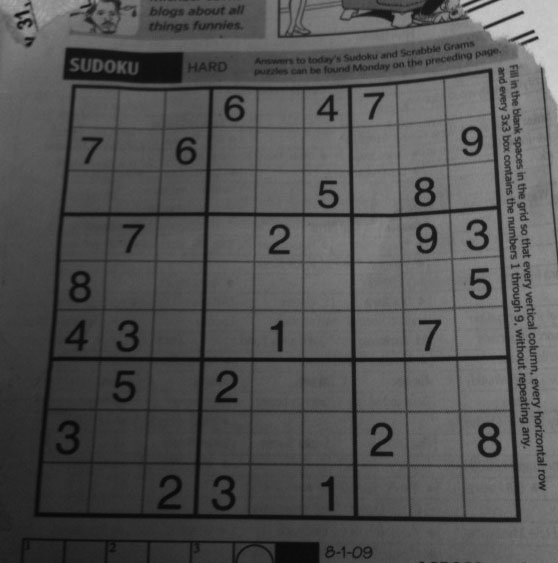 blogs about all
things funnies.
SUDOKU HARD
Answers to today's Sudoku and Scrabble Grams
puzzles can be found Monday on the preceding page.
Fill in the blank spaces in the grid so that every vertical column, every horizontal row
and every 3x3 box contains the numbers 1 through 9, without repeating any.
6 4 7
7 6 9
5 8
7 2 9 3
8 5
4 3 1 7
5 2
3 2 8
2 3 1
1 2 3
8-1-09